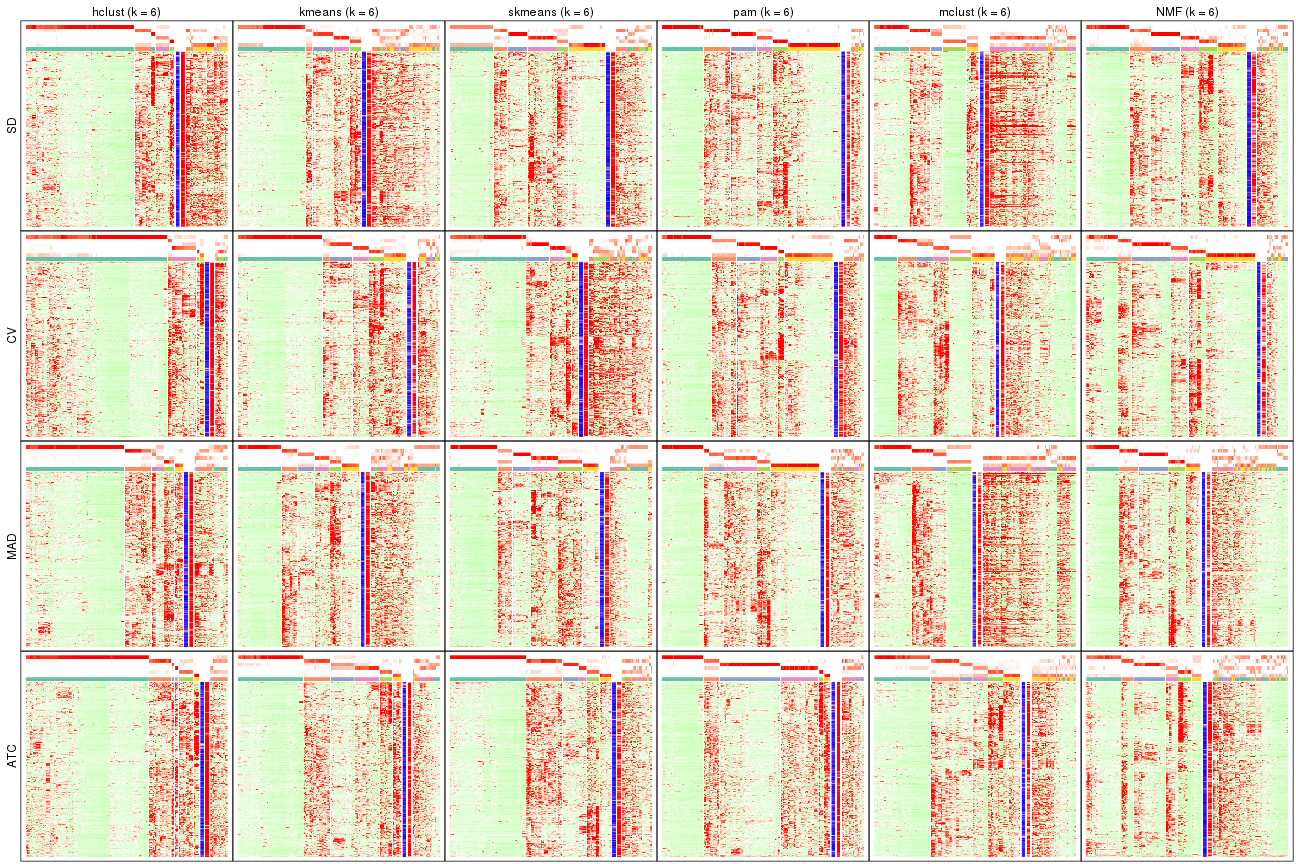 hclust (k = 6) kmeans (k = 6) skmeans (k = 6) pam (k = 6) mclust (k = 6) NMF (k = 6)
SD
CV
MAD
ATC